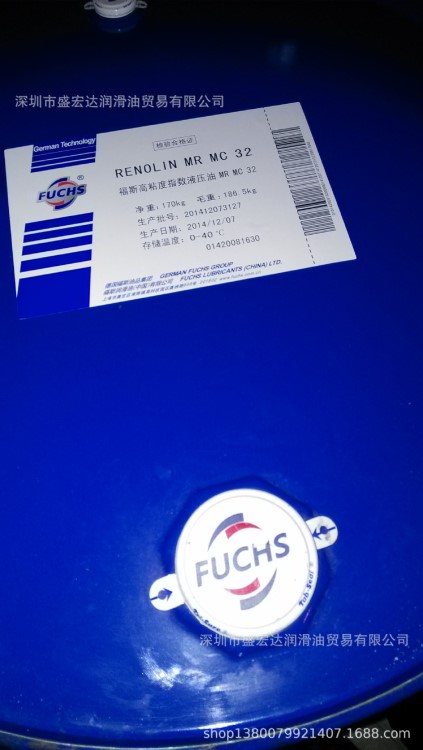 深圳市盛宏达润滑油贸易有限公司
German Technology
检验合格证
RENOLIN MR MC 32
FUCHS
®
福斯高粘度指数液压油 MR MC 32
净重：170kg 毛重：186.5kg
生产批号：201412073127
生产日期：2014/12/07
存储温度：0-40 ℃
01420081630
德国福斯油品集团 GERMAN FUCHS GROUP
福斯润滑油(中国)有限公司 FUCHS LUBRICANTS (CHINA) LTD.
FUCHS
Tab Seal
深圳市盛宏达润滑油贸易有限公司
shop1380079921407.1688.com